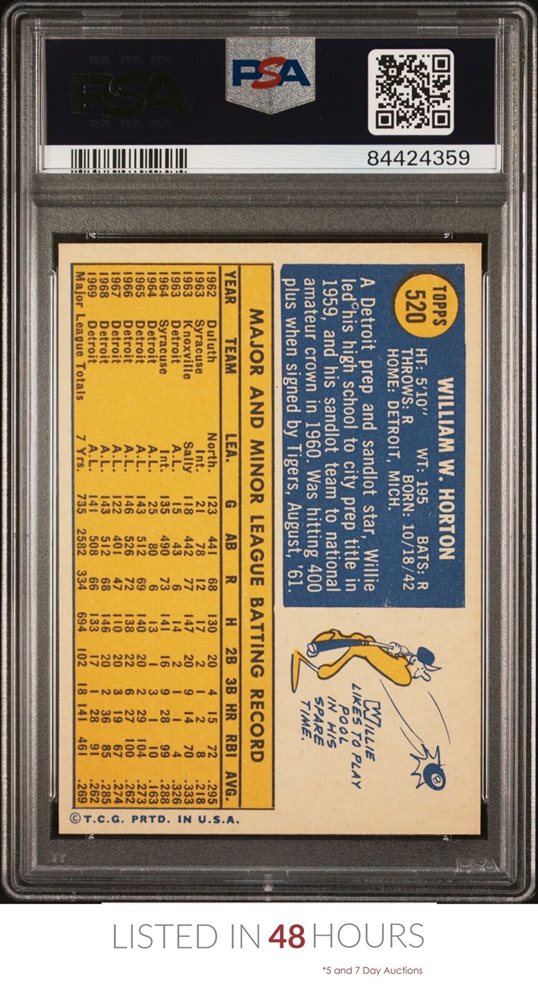 PSA
PSA
84424359
TOPPS
520
WILLIAM W. HORTON
HT: 5'10" WT: 195 BATS: R
THROWS: R BORN: 10/18/42
HOME: DETROIT, MICH.
A Detroit prep and sandlot star, Willie
led his high school to city prep title in
1959, and his sandlot team to national
amateur crown in 1960. Was hitting 400
plus when signed by Tigers, August, '61.
WILLIE
LIKES TO PLAY
POOL
IN HIS
SPARE
TIME.
8
MAJOR AND MINOR LEAGUE BATTING RECORD
YEAR TEAM LEA. G AB R H 2B 3B HR RBI AVG.
1962 Duluth North. 123 441 68 130 20 4 15 72 .295
1963 Syracuse Int. 21 78 12 17 2 8 .218
1963 Knoxville Sally 118 442 77 147 20 9 14 70 .333
1963 Detroit A.L. 15 43 6 14 2 1 1 4 .326
1964 Syracuse Int. 135 490 73 141 16 9 28 99 .288
1964 Detroit A.L. 25 80 6 13 1 3 1 10 .163
1965 Detroit A.L. 143 512 69 140 20 2 29 104 .273
1966 Detroit A.L. 146 526 72 138 22 6 27 100 .262
1967 Detroit A.L. 122 401 47 110 20 3 19 67 .274
1968 Detroit A.L. 143 512 68 146 20 2 36 85 .285
1969 Detroit A.L. 141 508 66 133 17 1 28 91 .262
Major League Totals 7 Yrs. 735 2582 334 694 102 18 141 461 .269
© T.C.G. PRTD. IN U.S.A.
PSA
LISTED IN 48 HOURS
*5 and 7 Day Auctions